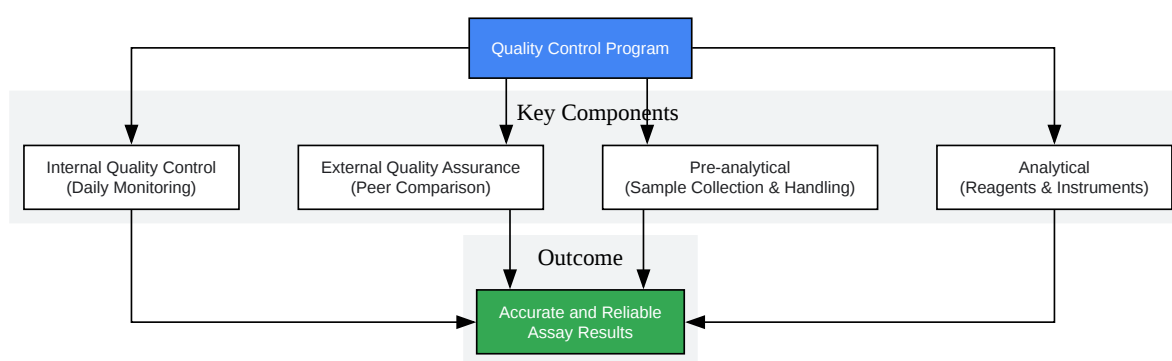 Quality Control Program
Key Components
Internal Quality Control
(Daily Monitoring)
External Quality Assurance
(Peer Comparison)
Pre-analytical
(Sample Collection & Handling)
Analytical
(Reagents & Instruments)
Outcome
Accurate and Reliable
Assay Results